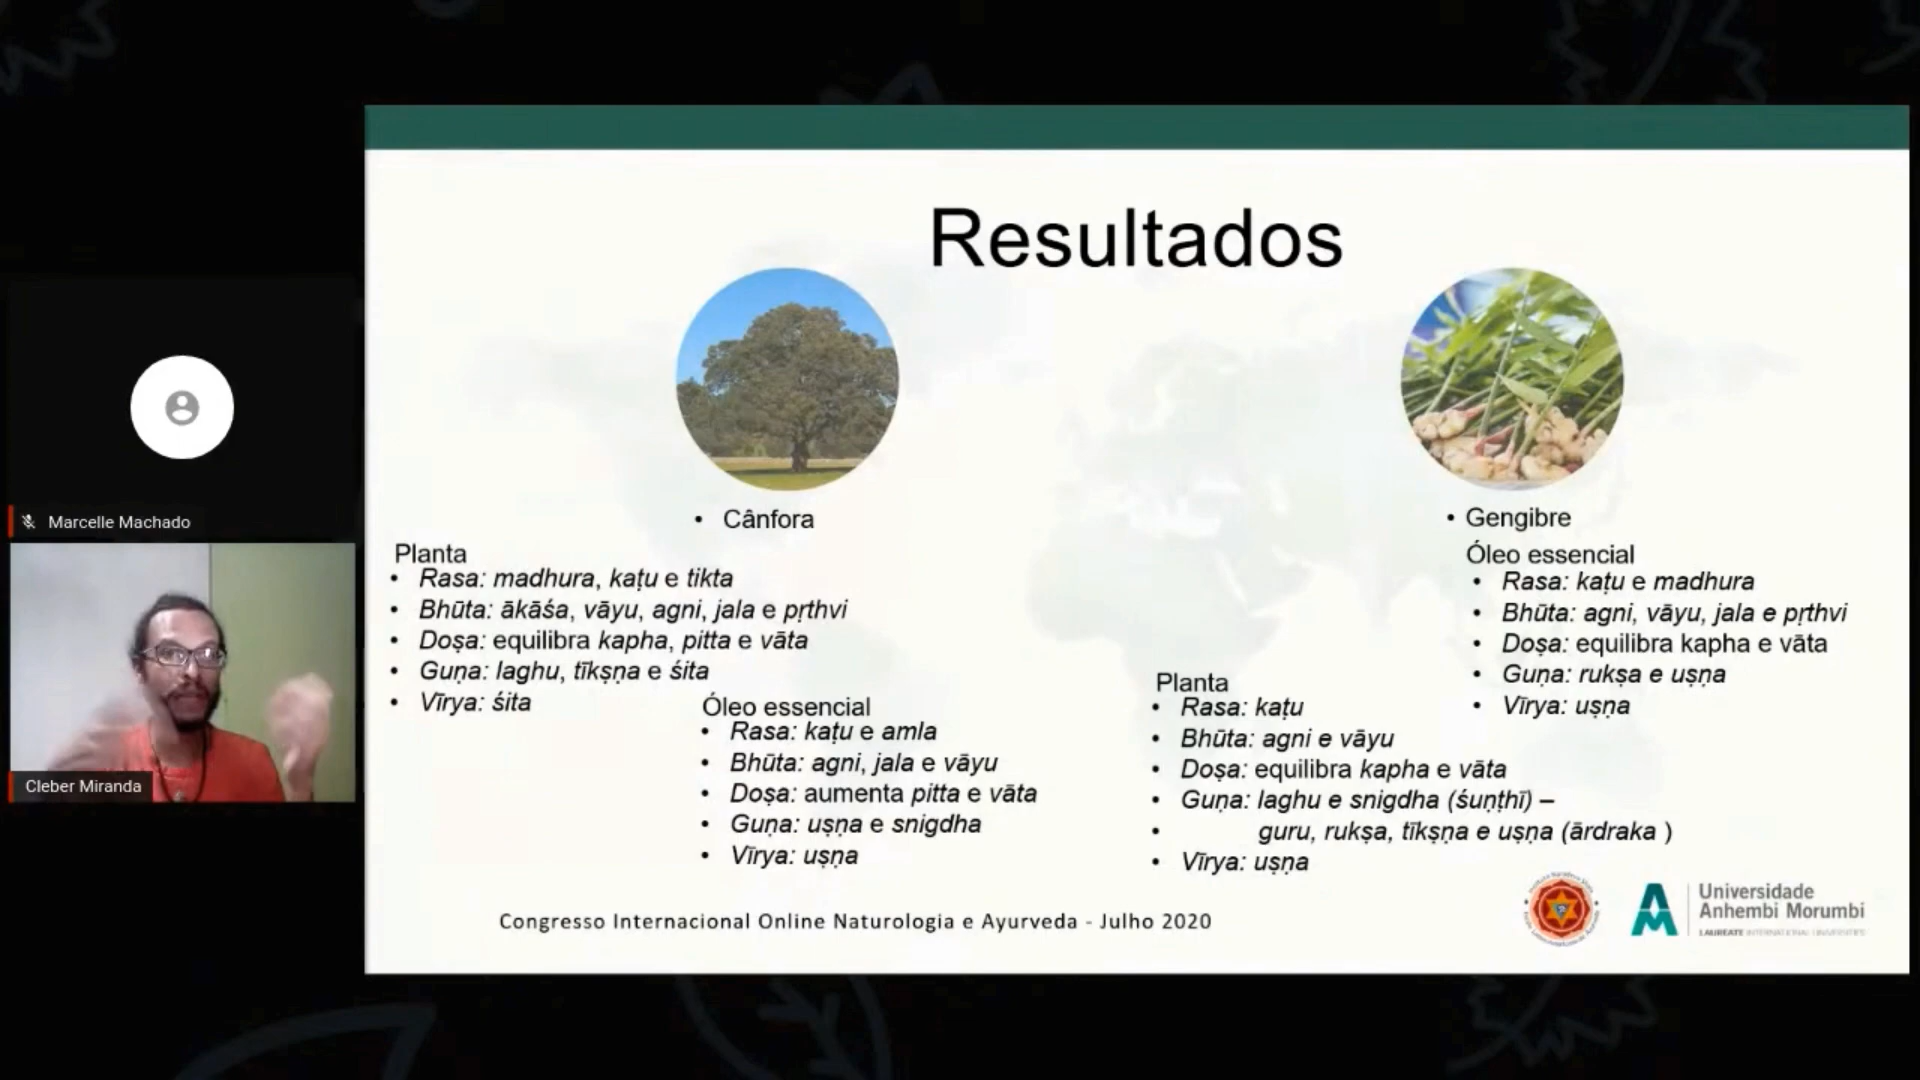 Resultados
• Cânfora
Planta
• Rasa: madhura, kaṭu e tikta
• Bhūta: ākāśa, vāyu, agni, jala e pṛthvi
• Doṣa: equilibra kapha, pitta e vāta
• Guṇa: laghu, tīkṣṇa e śita
• Vīrya: śita
Óleo essencial
• Rasa: kaṭu e amla
• Bhūta: agni, jala e vāyu
• Doṣa: aumenta pitta e vāta
• Guṇa: uṣṇa e snigdha
• Vīrya: uṣṇa
• Gengibre
Óleo essencial
• Rasa: kaṭu e madhura
• Bhūta: agni, vāyu, jala e pṛthvi
• Doṣa: equilibra kapha e vāta
• Guṇa: rukṣa e uṣṇa
• Vīrya: uṣṇa
Planta
• Rasa: kaṭu
• Bhūta: agni e vāyu
• Doṣa: equilibra kapha e vāta
• Guṇa: laghu e snigdha (śuṇṭhī) –
• guru, rukṣa, tīkṣṇa e uṣṇa (ārdraka )
• Vīrya: uṣṇa
Congresso Internacional Online Naturologia e Ayurveda - Julho 2020
Universidade
Anhembi Morumbi
LAUREATE INTERNATIONAL UNIVERSITIES
Marcelle Machado
Cleber Miranda